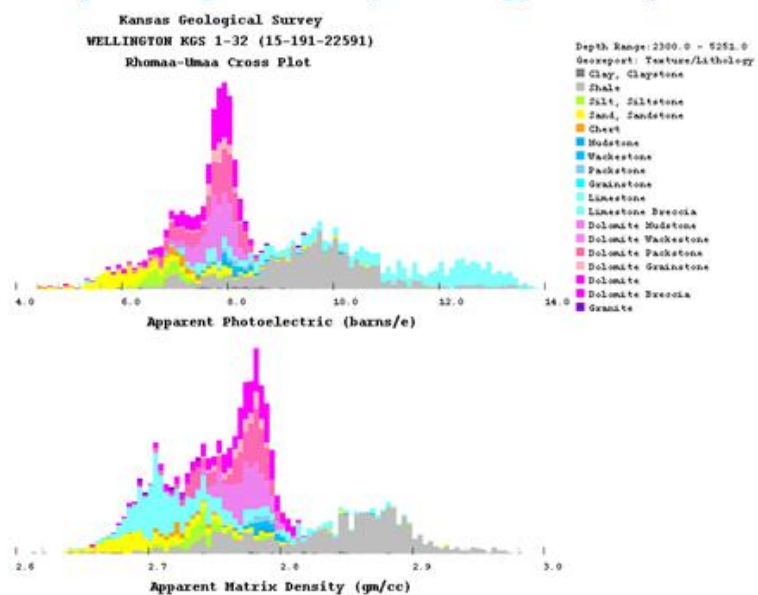 Kansas Geological Survey
WELLINGTON KGS 1-32 (15-191-22591)
Rhomaa-Umaa Cross Plot
Depth Range:2300.0 - 5251.0
Georeport: Texture/Lithology
Clay, Claystone
Shale
Silt, Siltstone
Sand, Sandstone
Chert
Mudstone
Wackestone
Packstone
Grainstone
Limestone
Limestone Breccia
Dolomite Mudstone
Dolomite Wackestone
Dolomite Packstone
Dolomite Grainstone
Dolomite
Dolomite Breccia
Granite
4.0 6.0 8.0 10.0 12.0 14.0
Apparent Photoelectric (barns/e)
2.6 2.7 2.8 2.9 3.0
Apparent Matrix Density (gm/cc)